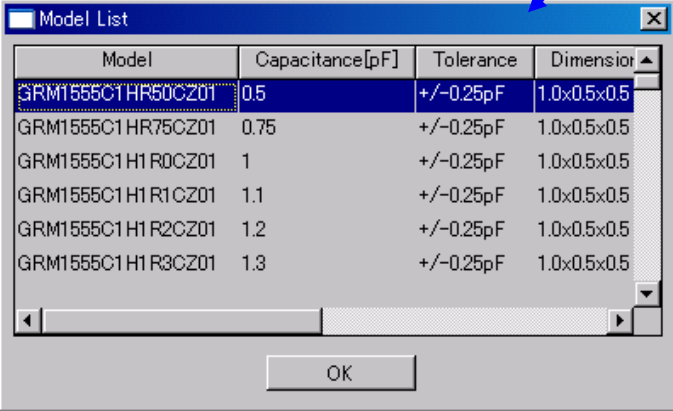 Model List
Model Capacitance[pF] Tolerance Dimension
GRM1555C1HR50CZ01 0.5 +/-0.25pF 1.0x0.5x0.5
GRM1555C1HR75CZ01 0.75 +/-0.25pF 1.0x0.5x0.5
GRM1555C1H1R0CZ01 1 +/-0.25pF 1.0x0.5x0.5
GRM1555C1H1R1CZ01 1.1 +/-0.25pF 1.0x0.5x0.5
GRM1555C1H1R2CZ01 1.2 +/-0.25pF 1.0x0.5x0.5
GRM1555C1H1R3CZ01 1.3 +/-0.25pF 1.0x0.5x0.5
OK